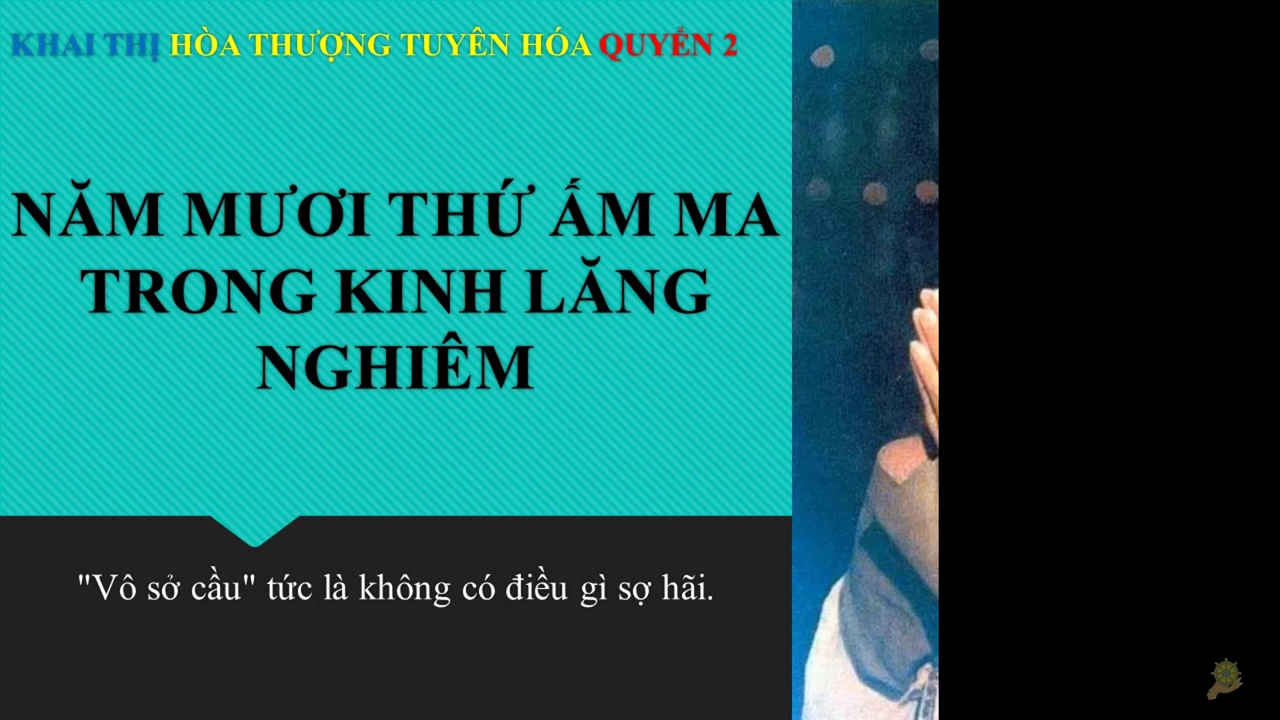 KHAI THỊ HÒA THƯỢNG TUYÊN HÓA QUYỂN 2
NĂM MƯƠI THỨ ẤM MA
TRONG KINH LĂNG
NGHIÊM
"Vô sở cầu" tức là không có điều gì sợ hãi.